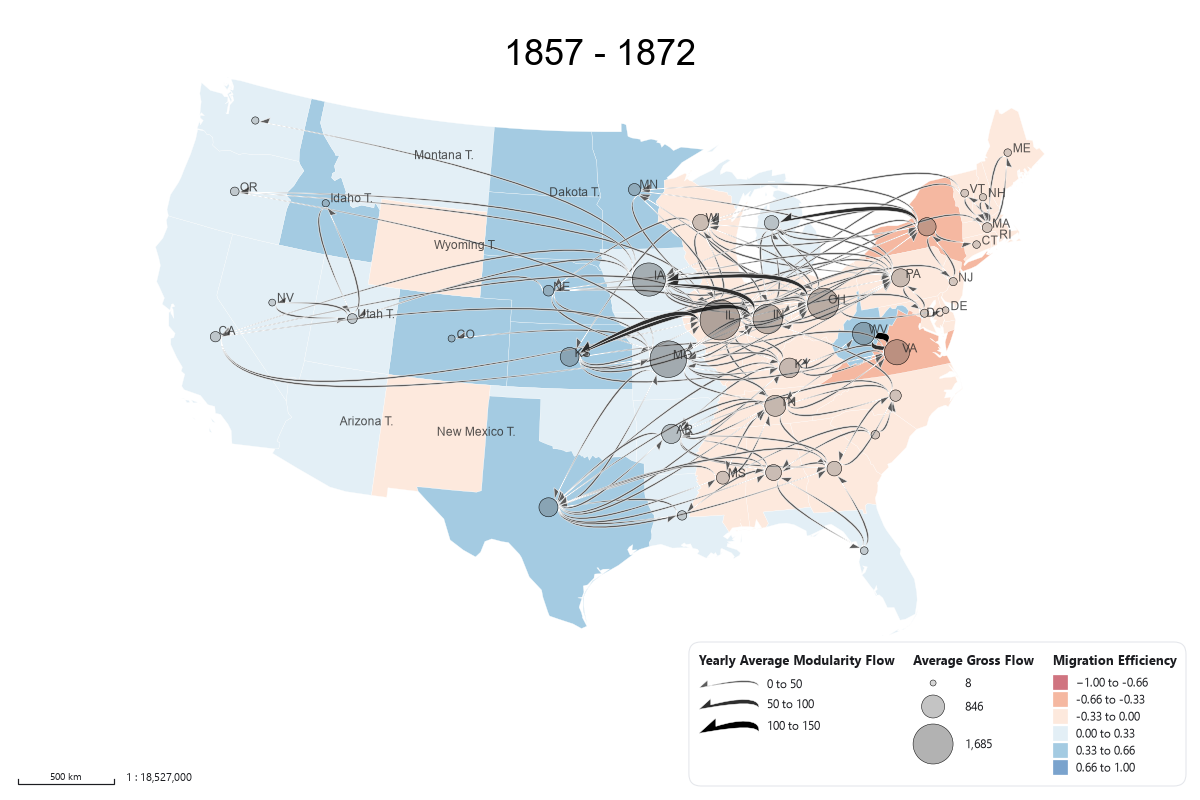 1857 - 1872
ME
Montana T.
MN
VT
NH
OR
Idaho T.
Dakota T.
WI
MA
RI
CT
Wyoming T.
IA
PA
NJ
NE
NV
OH
Utah T.
IL
IN
DC
DE
CA
CO
WV
KS
MO
VA
KY
TN
Arizona T.
New Mexico T.
AR
MS
Yearly Average Modularity Flow
0 to 50
50 to 100
100 to 150
Average Gross Flow
8
846
1,685
Migration Efficiency
−1.00 to -0.66
-0.66 to -0.33
-0.33 to 0.00
0.00 to 0.33
0.33 to 0.66
0.66 to 1.00
500 km
1 : 18,527,000